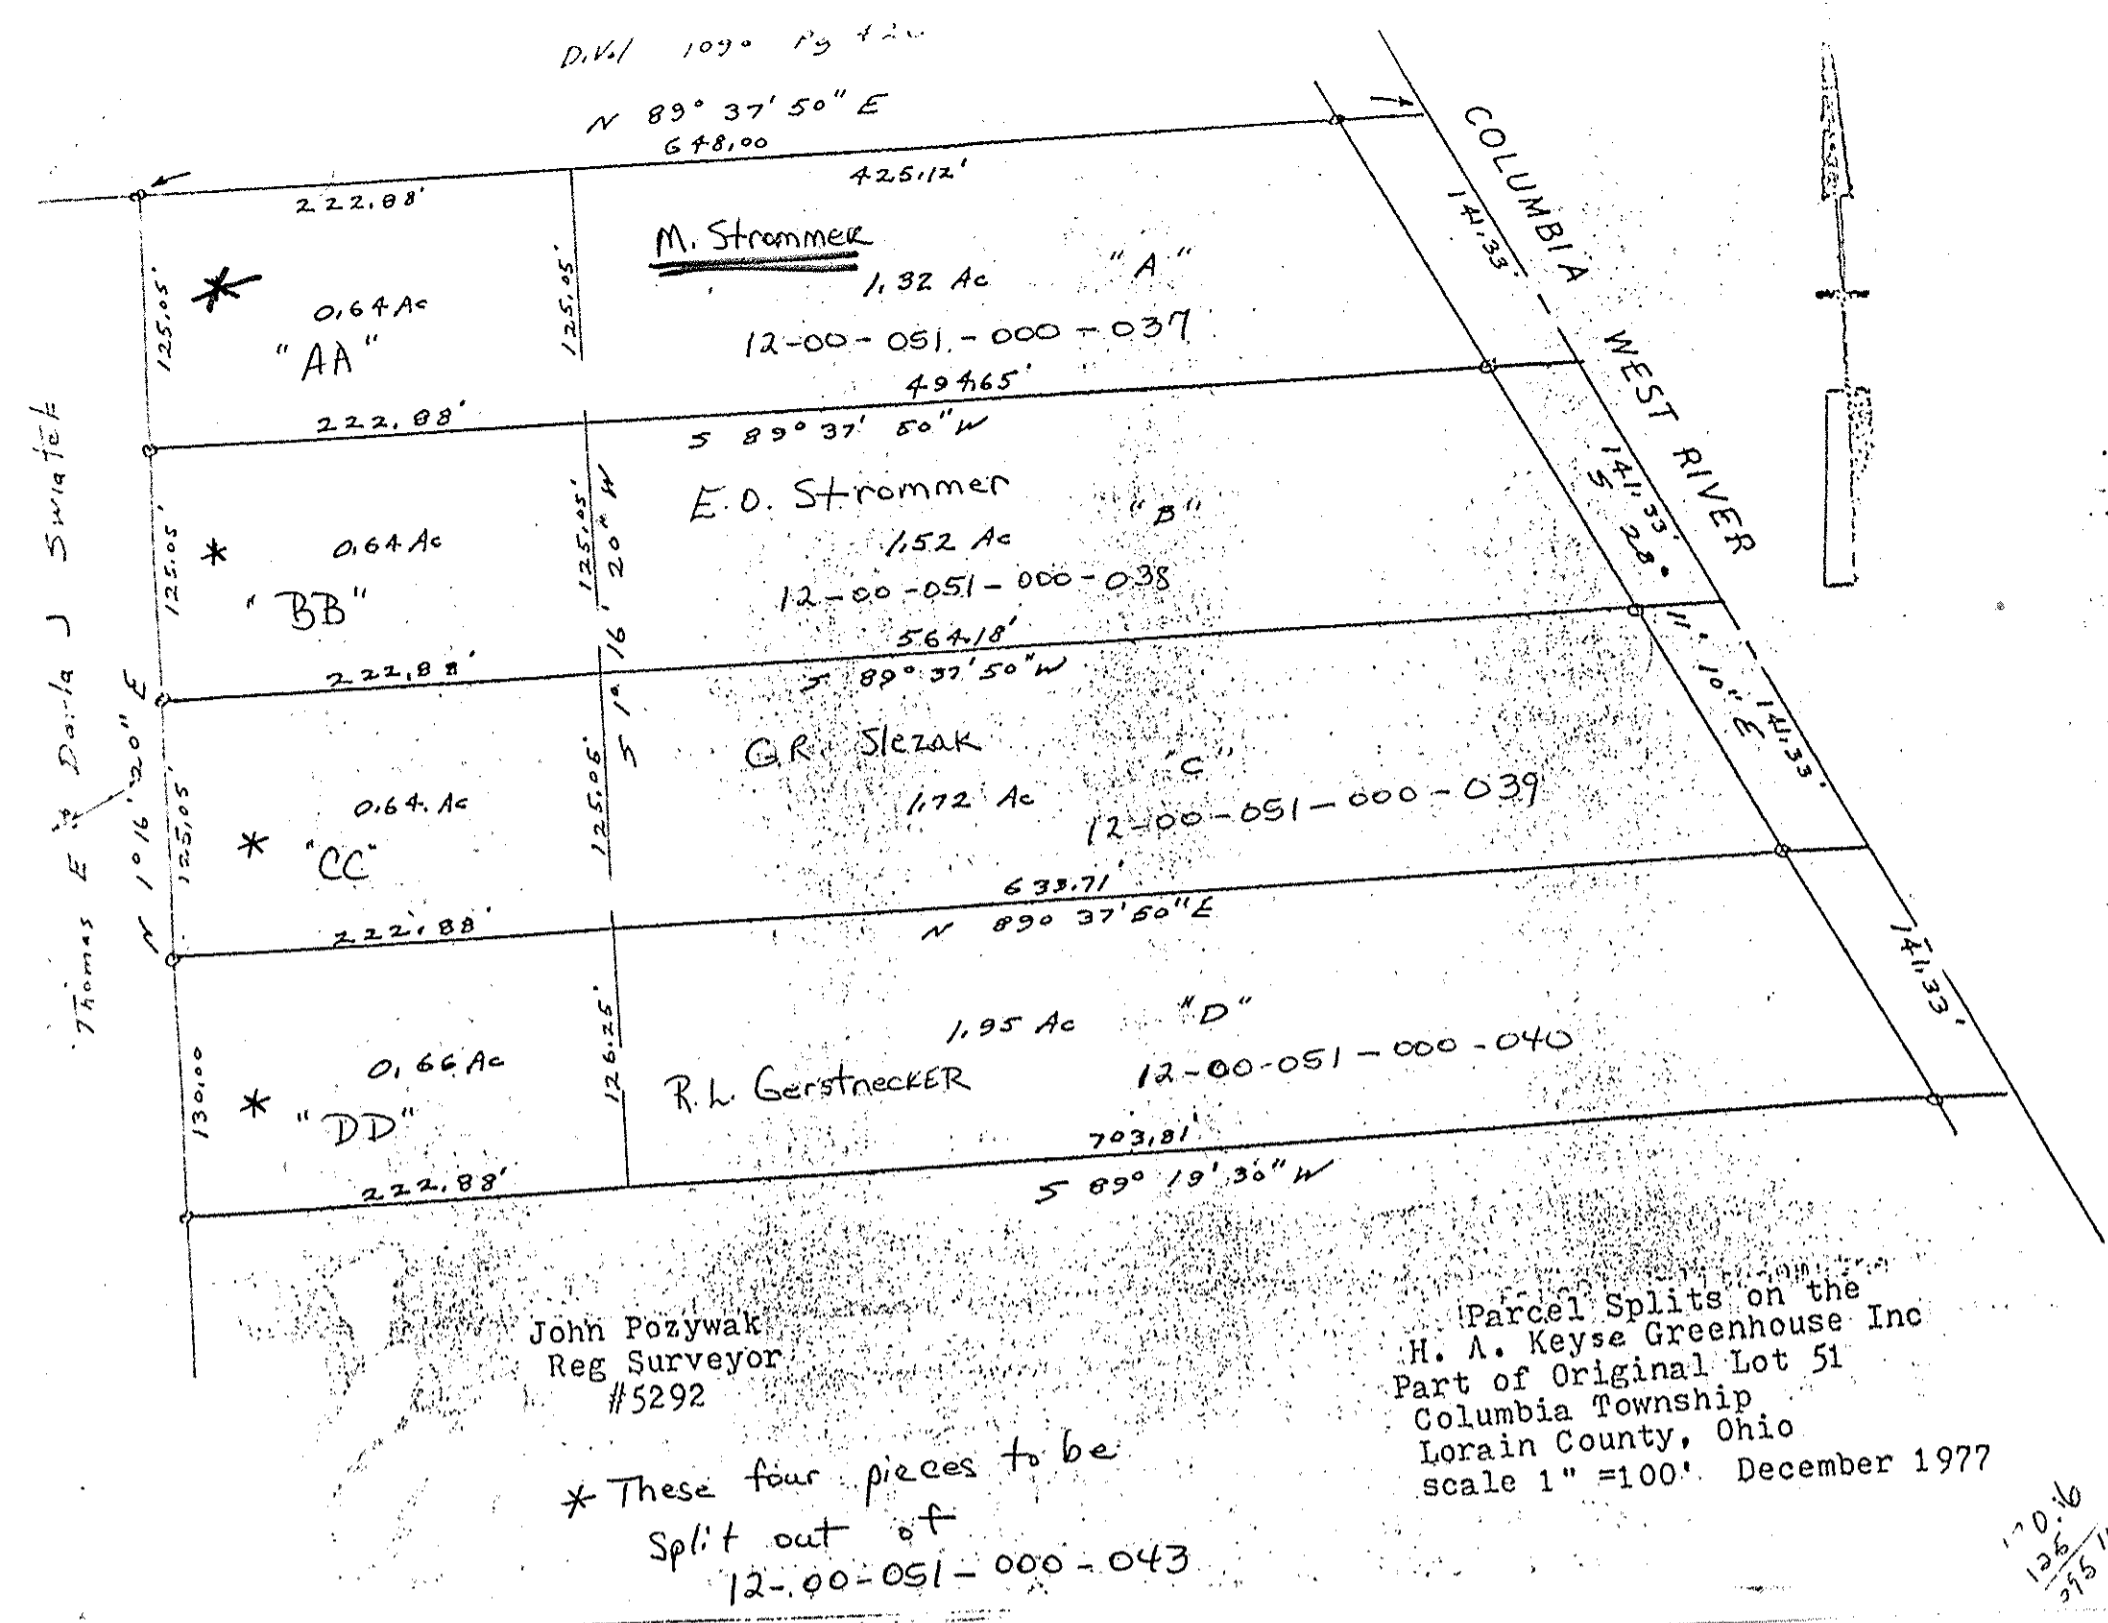 D.Vol 1090 Pg
N 89° 37' 50" E
648.00
222.88'
425.12'
COLUMBIA WEST RIVER
141.33'
M. Strommer
1.32 Ac "A"
12-00-051-000-037
125.05'
125.05'
*
0.64 Ac
"AA"
494.65'
222.88'
S 89° 37' 50" W
E.O. Strommer
"B"
1.52 Ac
12-00-051-000-038
125.05'
125.05'
*
0.64 Ac
"BB"
141.33'
S 28° 11' 10" E
564.18'
222.88'
S 89° 37' 50" W
S 1° 16' 20" W
G.R. Slezak
"C"
1.72 Ac
12-00-051-000-039
125.05'
125.05'
0.64 Ac
*
"CC"
141.33'
633.71'
222.88'
N 89° 37' 50" E
N 1° 16' 20" E
Thomas E & Darla J Swiatek
141.33'
1.95 Ac "D"
12-00-051-000-040
R.L. Gerstnecker
126.25'
130.00
0.66 Ac
*
"DD"
703.81'
222.88'
S 89° 19' 30" W
John Pozywak
Reg Surveyor
#5292
Parcel Splits on the
H. A. Keyse Greenhouse Inc
Part of Original Lot 51
Columbia Township
Lorain County, Ohio
scale 1" =100'. December 1977
* These four pieces to be
Split out of
12-00-051-000-043
125